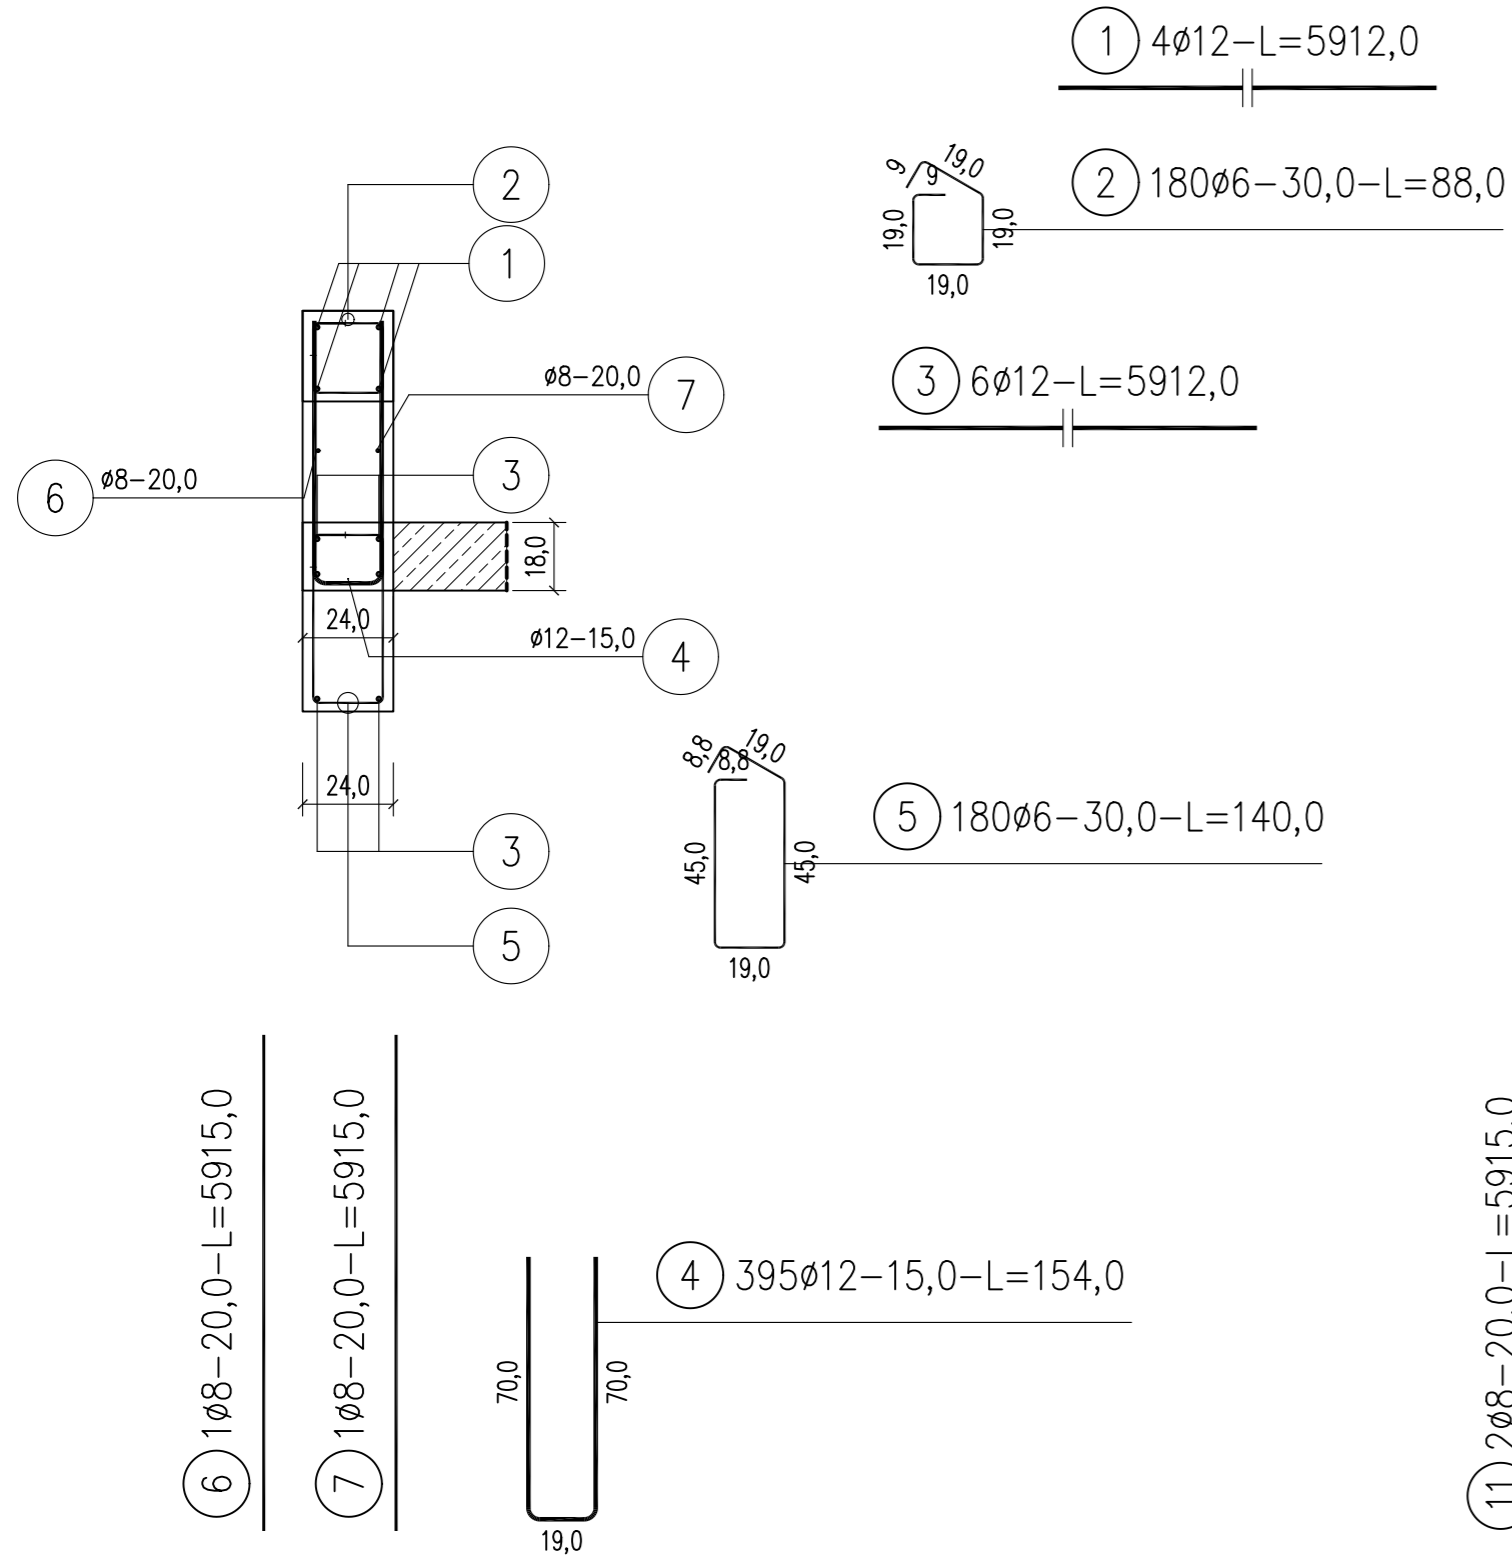 1 4ø12-L=5912,0
9
9
19,0
2 180ø6-30,0-L=88,0
19,0
19,0
19,0
2
1
ø8-20,0 7
3 6ø12-L=5912,0
6 ø8-20,0
3
18,0
24,0
ø12-15,0 4
24,0
8,8
8,8
19,0
5 180ø6-30,0-L=140,0
45,0
45,0
19,0
3
5
6 1ø8-20,0-L=5915,0
7 1ø8-20,0-L=5915,0
4 395ø12-15,0-L=154,0
70,0
70,0
19,0
11 2ø8-20,0-L=5915,0